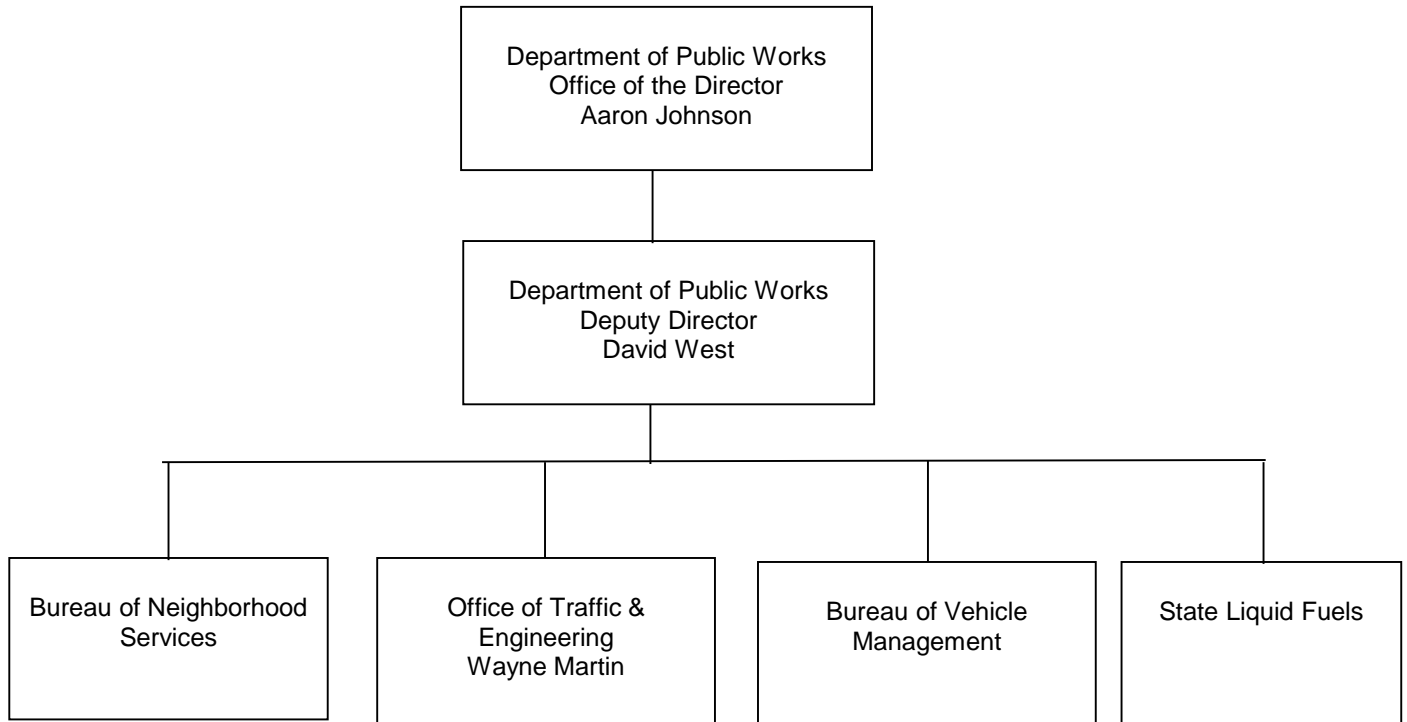 Department of Public Works
Office of the Director
Aaron Johnson
Department of Public Works
Deputy Director
David West
Bureau of Neighborhood
Services
Office of Traffic &
Engineering
Wayne Martin
Bureau of Vehicle
Management
State Liquid Fuels